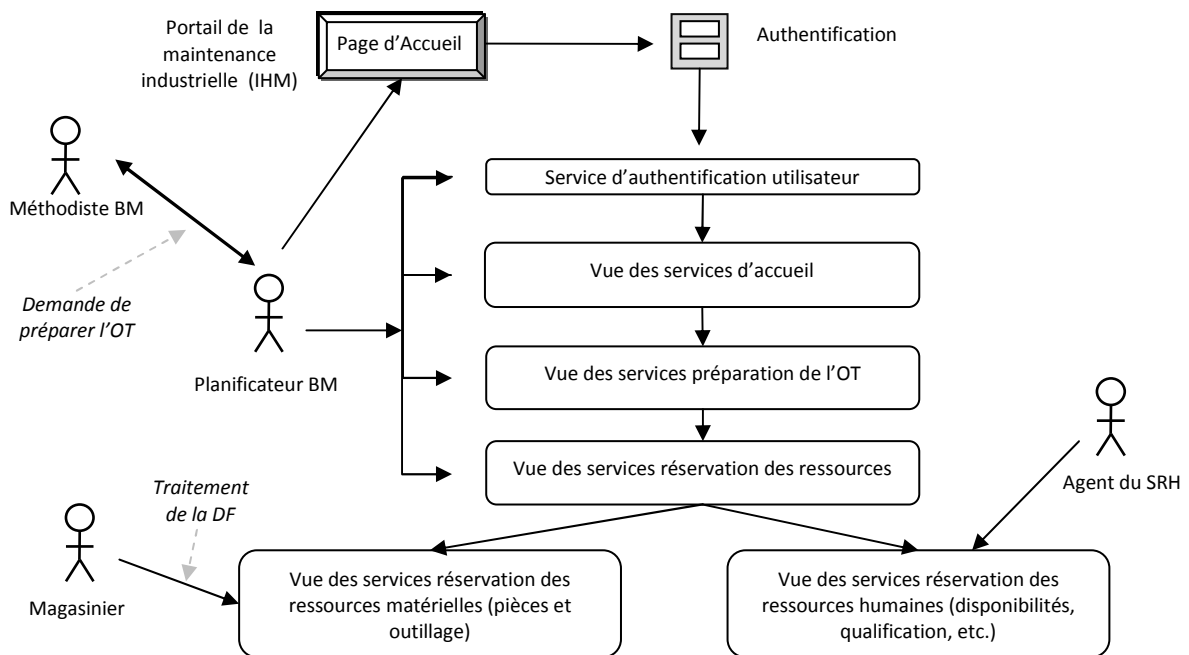 Portail de la
maintenance
industrielle (IHM)
Page d'Accueil
Authentification
Méthodiste BM
Service d'authentification utilisateur
Vue des services d'accueil
Demande de
préparer l'OT
Planificateur BM
Vue des services préparation de l'OT
Vue des services réservation des ressources
Agent du SRH
Traitement
de la DF
Magasinier
Vue des services réservation des
ressources matérielles (pièces et
outillage)
Vue des services réservation des
ressources humaines (disponibilités,
qualification, etc.)